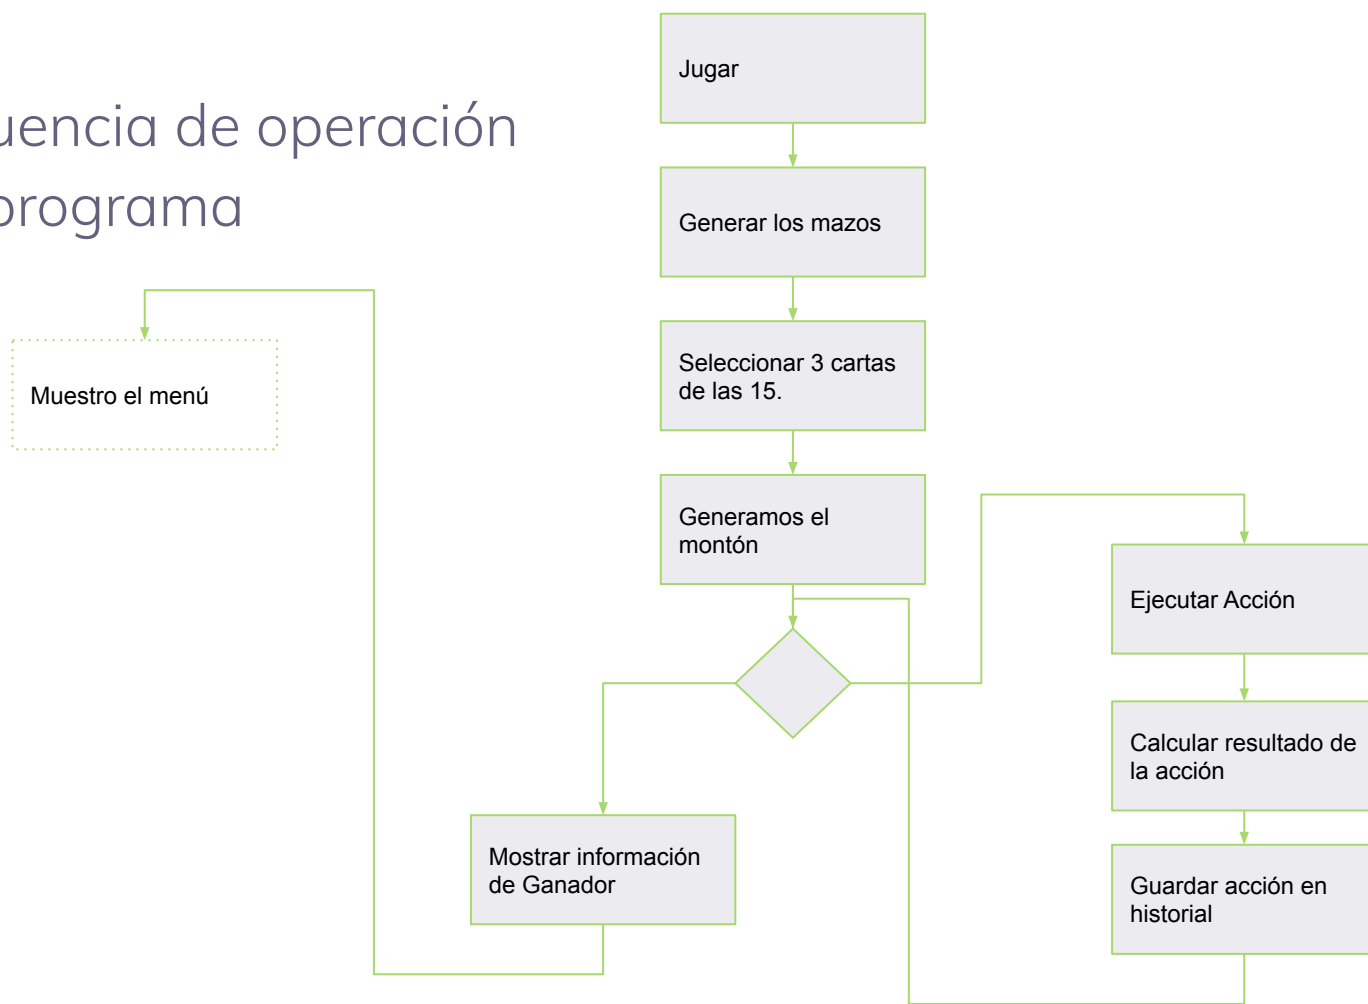 uencia de operación
programa
Jugar
Generar los mazos
Seleccionar 3 cartas
de las 15.
Generamos el
montón
Muestro el menú
Ejecutar Acción
Calcular resultado de
la acción
Guardar acción en
historial
Mostrar información
de Ganador